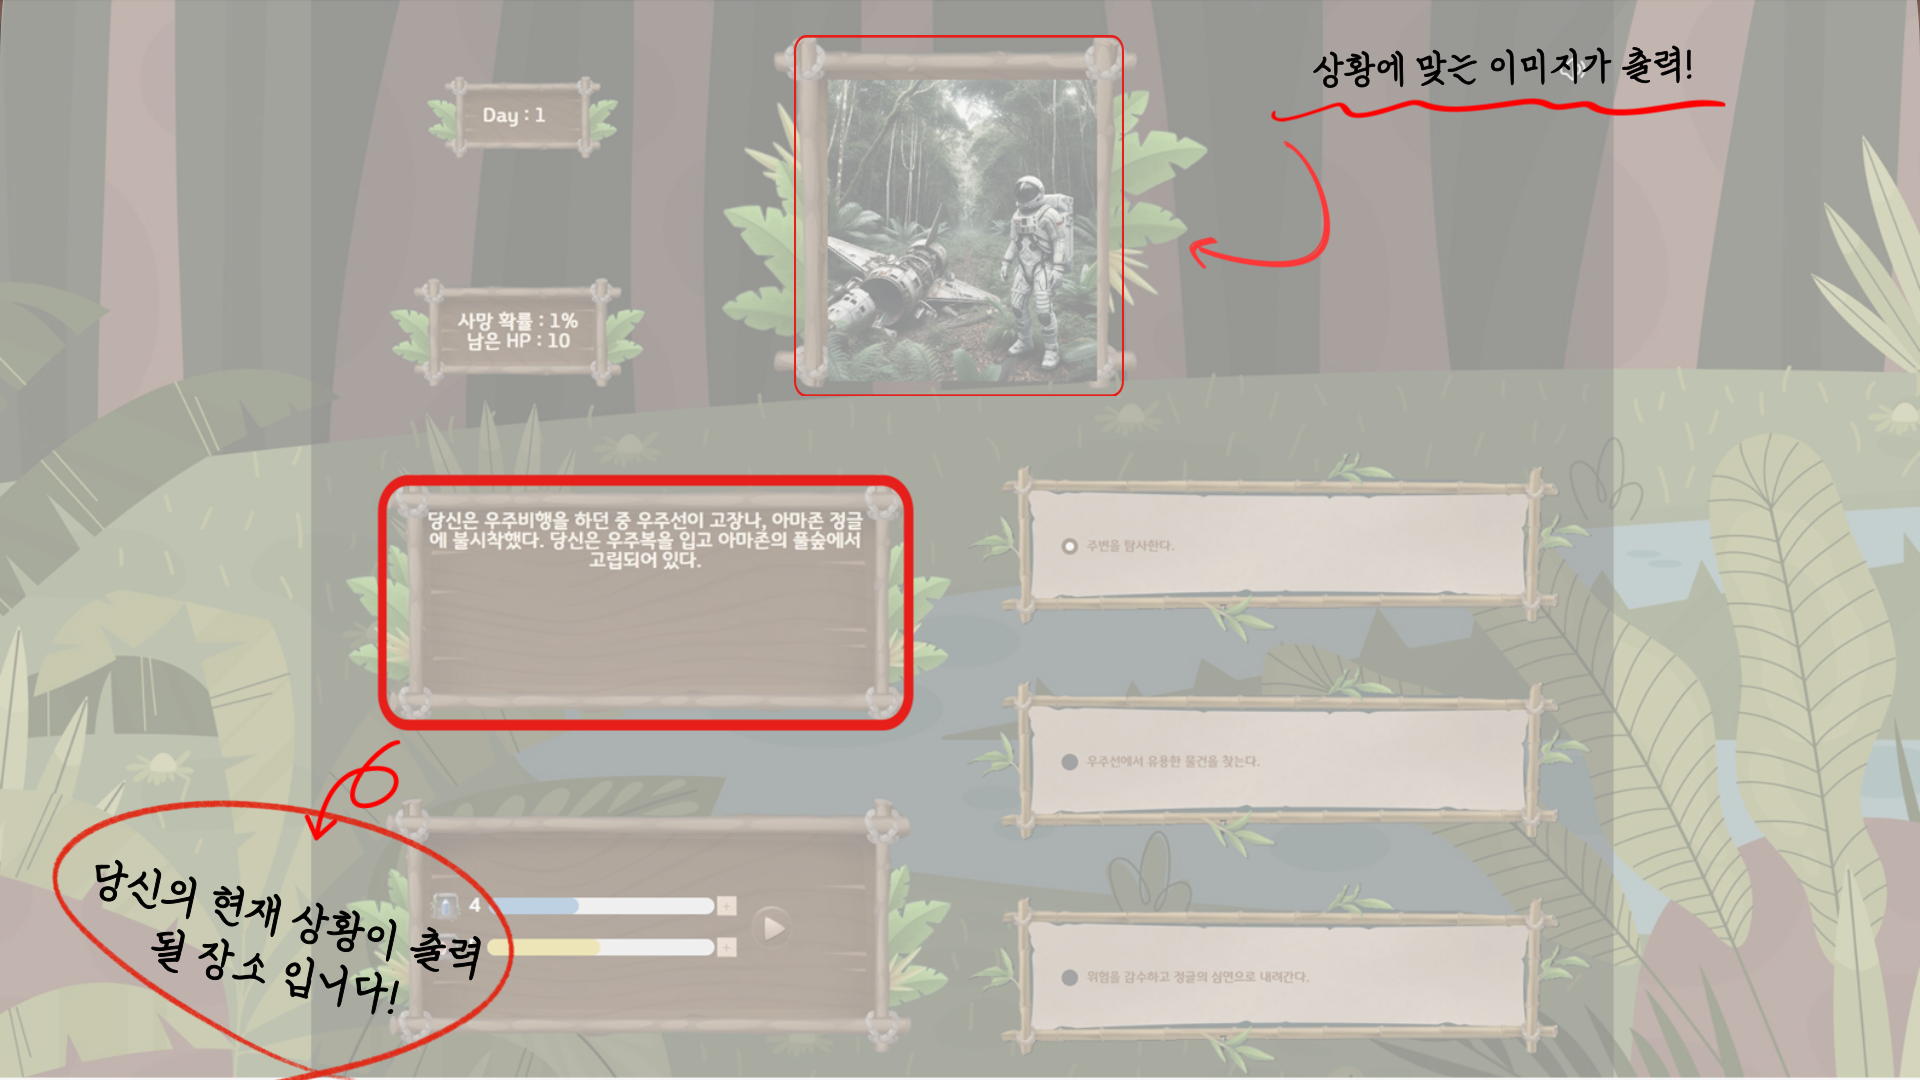 상황에 맞는 이미지가 출력!
Day : 1
사망 확률 : 1%
남은 HP : 10
당신은 우주비행을 하던 중 우주선이 고장나, 아마존 정글
에 불시착했다. 당신은 우주복을 입고 아마존의 풀숲에서
고립되어 있다.
주변을 탐사한다.
우주선에서 유용한 물건을 찾는다.
위험을 감수하고 정글의 심연으로 내려간다.
4
+
+
당신의 현재 상황이 출력
될 장소 입니다!